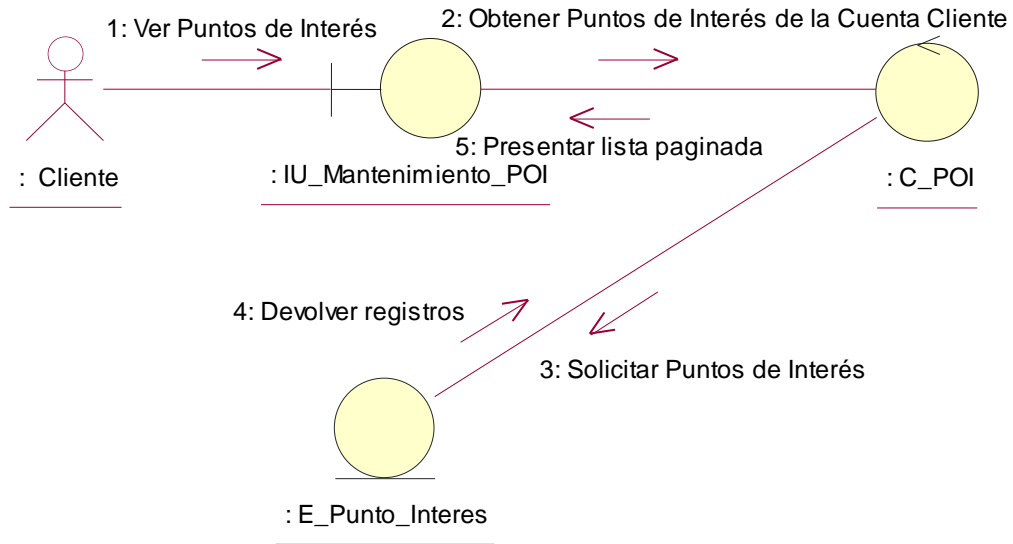 2: Obtener Puntos de Interés de la Cuenta Cliente
1: Ver Puntos de Interés
5: Presentar lista paginada
: Cliente
: IU_Mantenimiento_POI
: C_POI
4: Devolver registros
3: Solicitar Puntos de Interés
: E_Punto_Interes